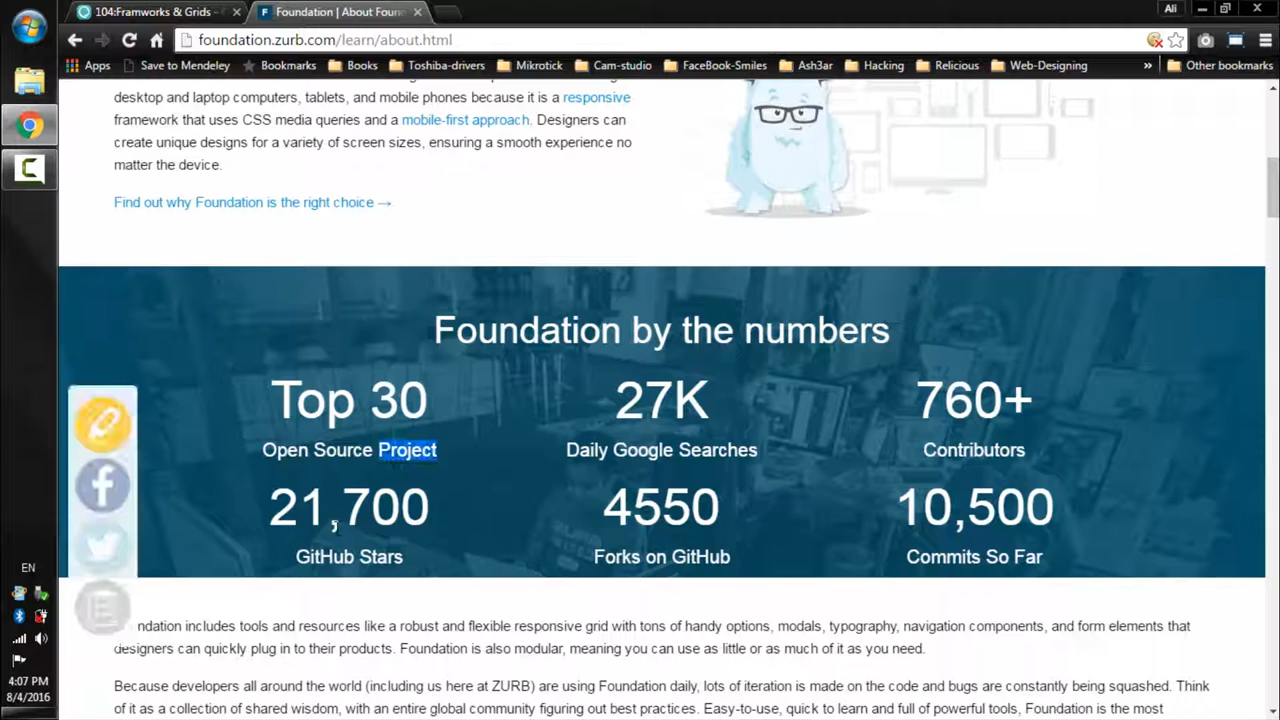 104:Framworks & Grids -
Foundation | About Foun
Ali
foundation.zurb.com/learn/about.html
Apps
Save to Mendeley
Bookmarks
Books
Toshiba-drivers
Mikrotick
Cam-studio
FaceBook-Smiles
Ash3ar
Hacking
Relicious
Web-Designing
»
Other bookmarks
desktop and laptop computers, tablets, and mobile phones because it is a responsive
framework that uses CSS media queries and a mobile-first approach. Designers can
create unique designs for a variety of screen sizes, ensuring a smooth experience no
matter the device.
Find out why Foundation is the right choice →
Foundation by the numbers
Top 30
Open Source Project
27K
Daily Google Searches
760+
Contributors
21,700
GitHub Stars
4550
Forks on GitHub
10,500
Commits So Far
ndation includes tools and resources like a robust and flexible responsive grid with tons of handy options, modals, typography, navigation components, and form elements that
designers can quickly plug in to their products. Foundation is also modular, meaning you can use as little or as much of it as you need.
Because developers all around the world (including us here at ZURB) are using Foundation daily, lots of iteration is made on the code and bugs are constantly being squashed. Think
of it as a collection of shared wisdom, with an entire global community figuring out best practices. Easy-to-use, quick to learn and full of powerful tools, Foundation is the most
EN
4:07 PM
8/4/2016